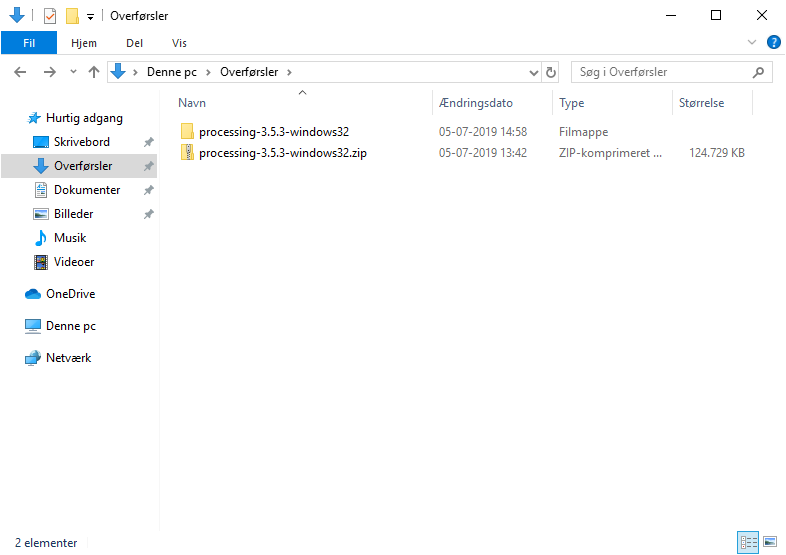 Overførsler
Fil Hjem Del Vis
Denne pc Overførsler Søg i Overførsler
Navn Ændringsdato Type Størrelse
Hurtig adgang
processing-3.5.3-windows32 05-07-2019 14:58 Filmappe
Skrivebord
processing-3.5.3-windows32.zip 05-07-2019 13:42 ZIP-komprimeret ... 124.729 KB
Overførsler
Dokumenter
Billeder
Musik
Videoer
OneDrive
Denne pc
Netværk
2 elementer